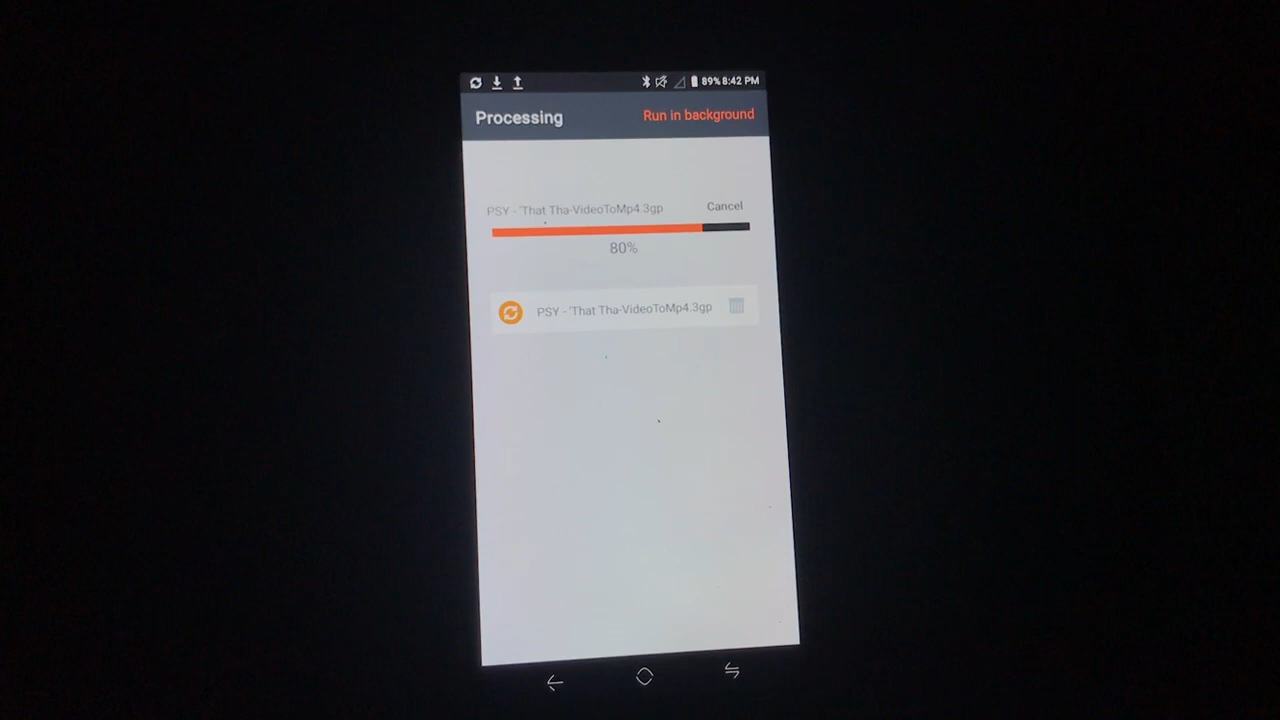 89% 8:42 PM
Processing
Run in background
PSY - 'That Tha-VideoToMp4.3gp
Cancel
80%
PSY - 'That Tha-VideoToMp4.3gp